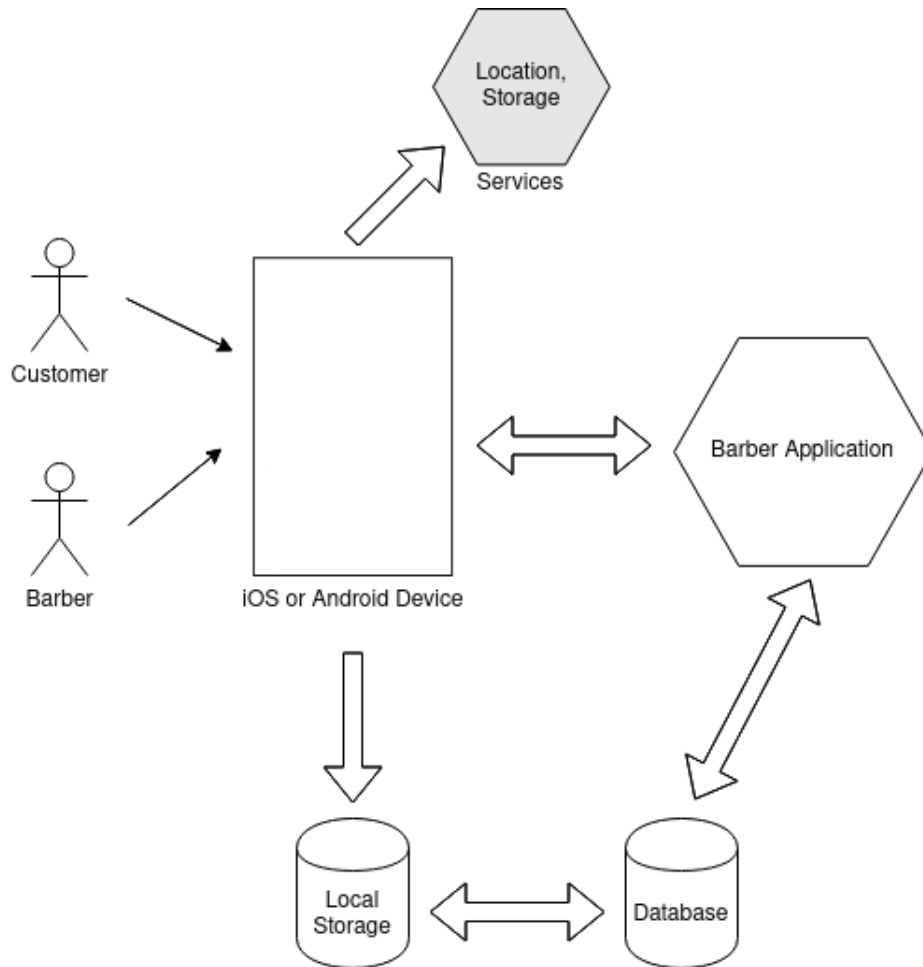 Location,
Storage
Services
Customer
Barber Application
Barber
iOS or Android Device
Local
Storage
Database